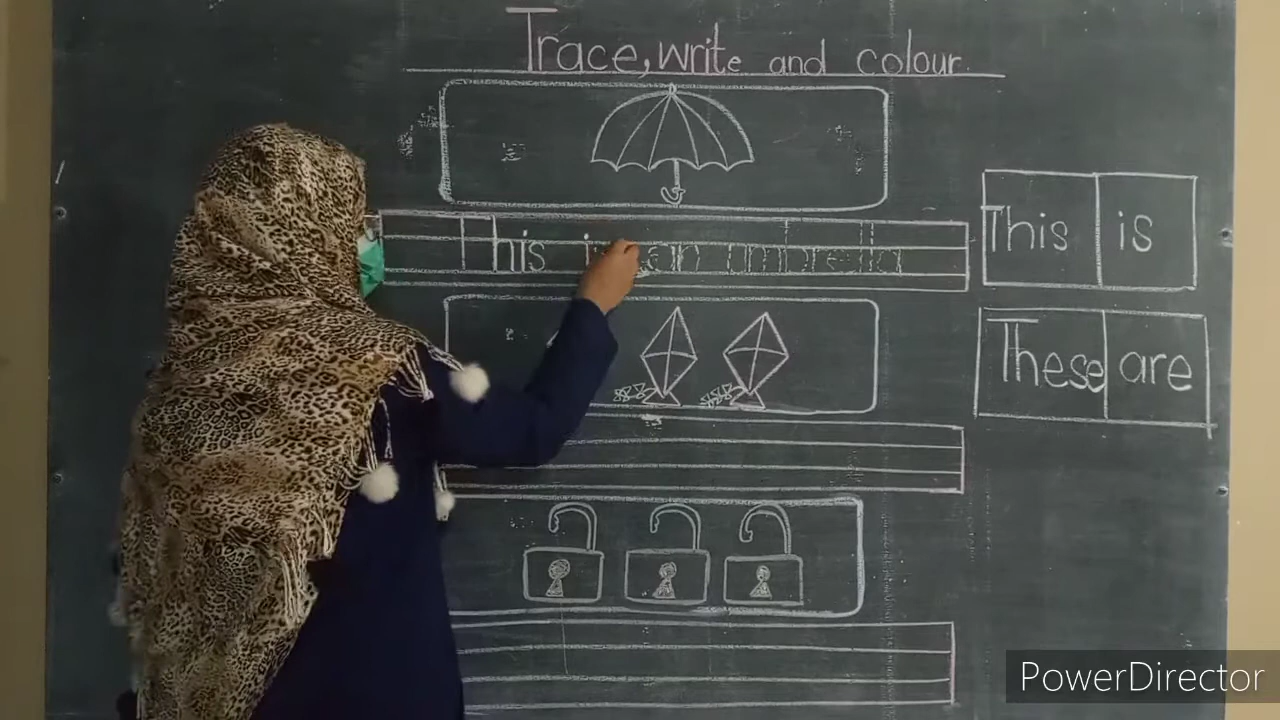 Trace, write and colour.
This is an umbrella
This is
These are
PowerDirector